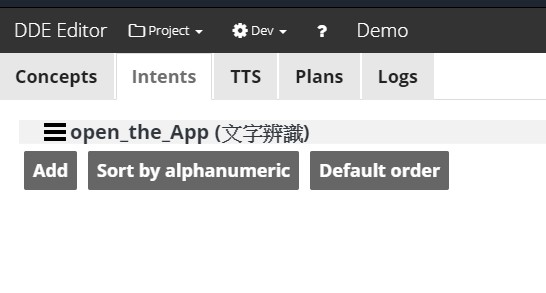 DDE Editor Project Dev ? Demo
Concepts Intents TTS Plans Logs
open_the_App (文字辨識)
Add Sort by alphanumeric Default order